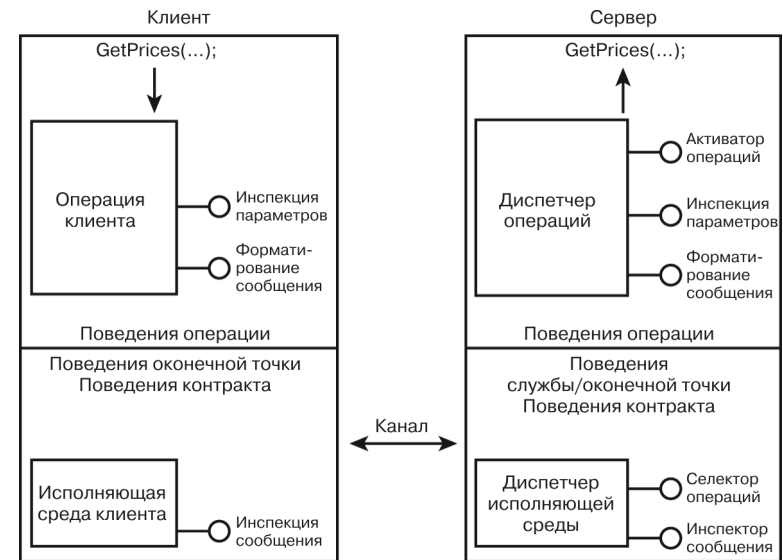 Клиент
GetPrices(...);
Операция
клиента
Инспекция
параметров
Формати-
рование
сообщения
Поведения операции
Поведения оконечной точки
Поведения контракта
Исполняющая
среда клиента
Инспекция
сообщения
Канал
Сервер
GetPrices(...);
Диспетчер
операций
Активатор
операций
Инспекция
параметров
Формати-
рование
сообщения
Поведения операции
Поведения
службы/оконечной точки
Поведения контракта
Диспетчер
исполняющей
среды
Селектор
операций
Инспектор
сообщения